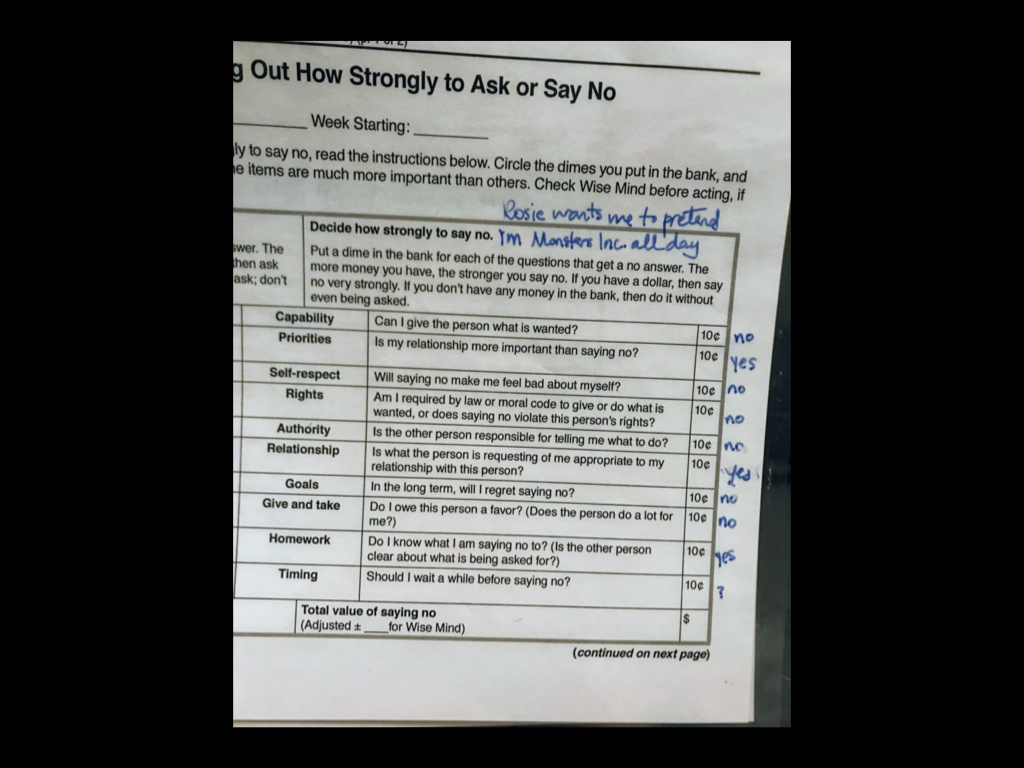 g Out How Strongly to Ask or Say No
Week Starting:
ly to say no, read the instructions below. Circle the dimes you put in the bank, and
e items are much more important than others. Check Wise Mind before acting, if
Rosie wants me to pretend
Decide how strongly to say no. I'm Monsters Inc. all day
swer. The
then ask
ask; don't
Put a dime in the bank for each of the questions that get a no answer. The
more money you have, the stronger you say no. If you have a dollar, then say
no very strongly. If you don't have any money in the bank, then do it without
even being asked.
Capability Can I give the person what is wanted? 10¢ no
Priorities Is my relationship more important than saying no? 10¢ yes
Self-respect Will saying no make me feel bad about myself? 10¢ no
Rights Am I required by law or moral code to give or do what is 10¢
wanted, or does saying no violate this person's rights? no
Authority Is the other person responsible for telling me what to do? 10¢ no
Relationship Is what the person is requesting of me appropriate to my 10¢
relationship with this person? yes
Goals In the long term, will I regret saying no? 10¢ no
Give and take Do I owe this person a favor? (Does the person do a lot for 10¢ no
me?)
Homework Do I know what I am saying no to? (Is the other person 10¢ yes
clear about what is being asked for?)
Timing Should I wait a while before saying no? 10¢ ?
Total value of saying no $
(Adjusted ± ____for Wise Mind)
(continued on next page)